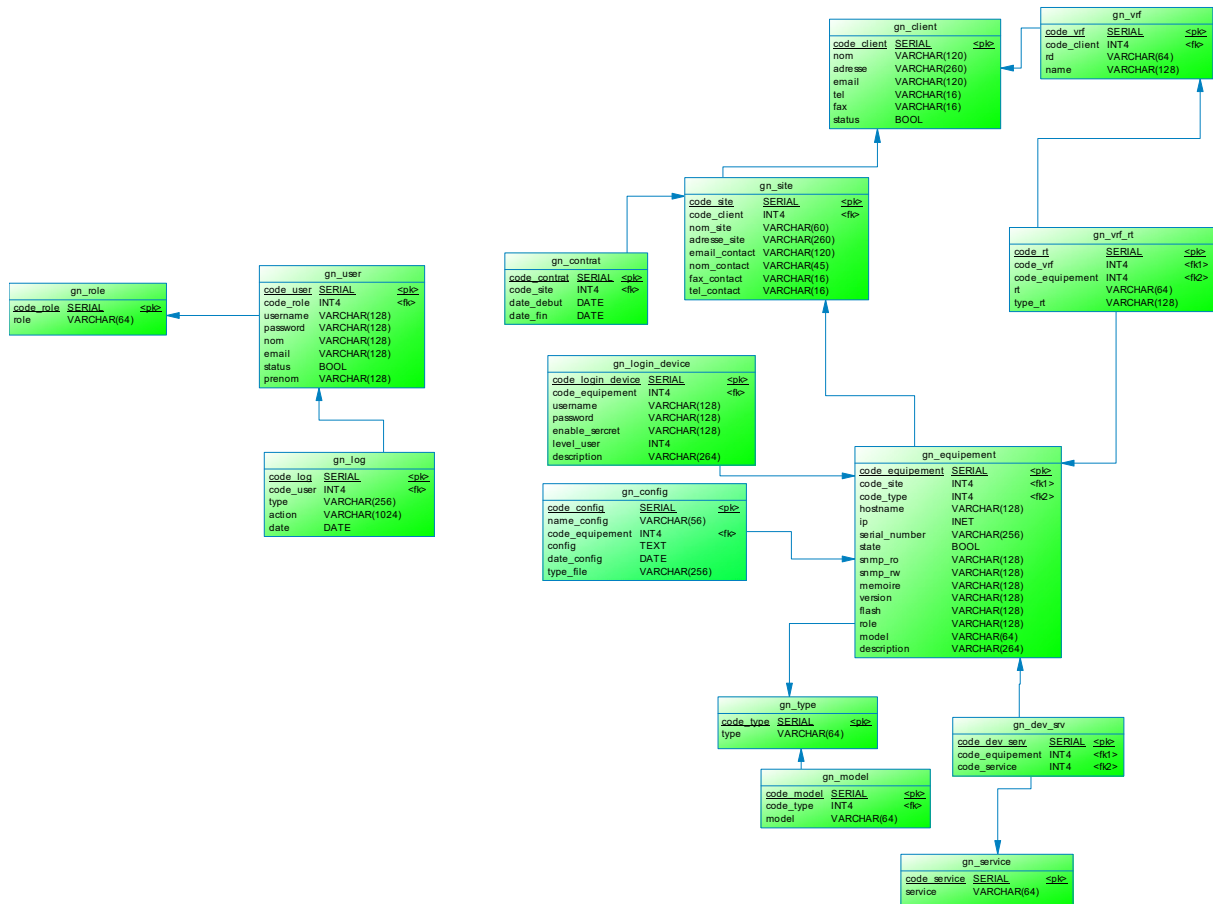 gn_client
code_client SERIAL <pk>
nom VARCHAR(120)
adresse VARCHAR(260)
email VARCHAR(120)
tel VARCHAR(16)
fax VARCHAR(16)
status BOOL
gn_vrf
code_vrf SERIAL <pk>
code_client INT4 <fk>
rd VARCHAR(64)
name VARCHAR(128)
gn_site
code_site SERIAL <pk>
code_client INT4 <fk>
nom_site VARCHAR(60)
adresse_site VARCHAR(260)
email_contact VARCHAR(120)
nom_contact VARCHAR(45)
fax_contact VARCHAR(16)
tel_contact VARCHAR(16)
gn_vrf_rt
code_rt SERIAL <pk>
code_vrf INT4 <fk1>
code_equipement INT4 <fk2>
rt VARCHAR(64)
type_rt VARCHAR(128)
gn_contrat
code_contrat SERIAL <pk>
code_site INT4 <fk>
date_debut DATE
date_fin DATE
gn_user
code_user SERIAL <pk>
code_role INT4 <fk>
username VARCHAR(128)
password VARCHAR(128)
nom VARCHAR(128)
email VARCHAR(128)
status BOOL
prenom VARCHAR(128)
gn_role
code_role SERIAL <pk>
role VARCHAR(64)
gn_login_device
code_login_device SERIAL <pk>
code_equipement INT4 <fk>
username VARCHAR(128)
password VARCHAR(128)
enable_sercret VARCHAR(128)
level_user INT4
description VARCHAR(264)
gn_log
code_log SERIAL <pk>
code_user INT4 <fk>
type VARCHAR(256)
action VARCHAR(1024)
date DATE
gn_equipement
code_equipement SERIAL <pk>
code_site INT4 <fk1>
code_type INT4 <fk2>
hostname VARCHAR(128)
ip INET
serial_number VARCHAR(256)
state BOOL
snmp_ro VARCHAR(128)
snmp_rw VARCHAR(128)
memoire VARCHAR(128)
version VARCHAR(128)
flash VARCHAR(128)
role VARCHAR(128)
model VARCHAR(64)
description VARCHAR(264)
gn_config
code_config SERIAL <pk>
name_config VARCHAR(56)
code_equipement INT4 <fk>
config TEXT
date_config DATE
type_file VARCHAR(256)
gn_type
code_type SERIAL <pk>
type VARCHAR(64)
gn_dev_srv
code_dev_serv SERIAL <pk>
code_equipement INT4 <fk1>
code_service INT4 <fk2>
gn_model
code_model SERIAL <pk>
code_type INT4 <fk>
model VARCHAR(64)
gn_service
code_service SERIAL <pk>
service VARCHAR(64)